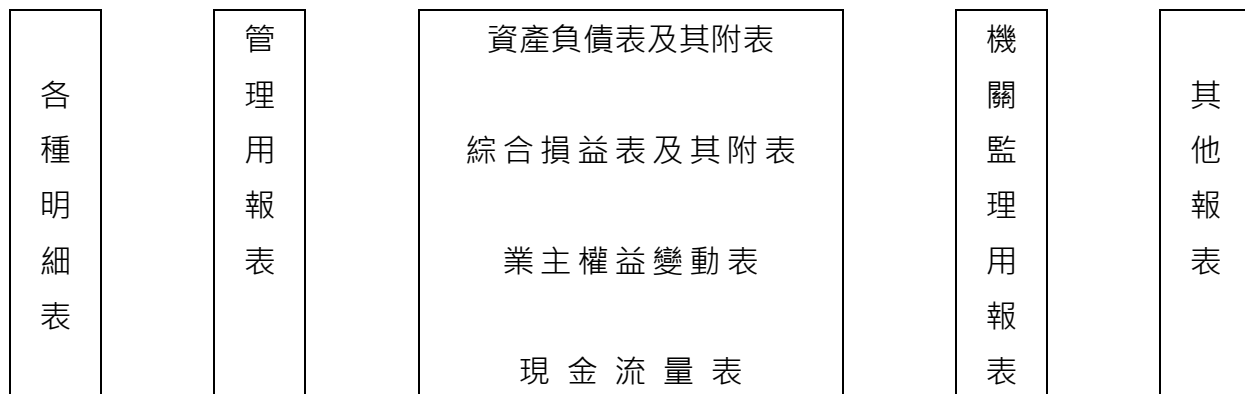 各種明細表
管理用報表
資產負債表及其附表
綜合損益表及其附表
業主權益變動表
現金流量表
機關監理用報表
其他報表